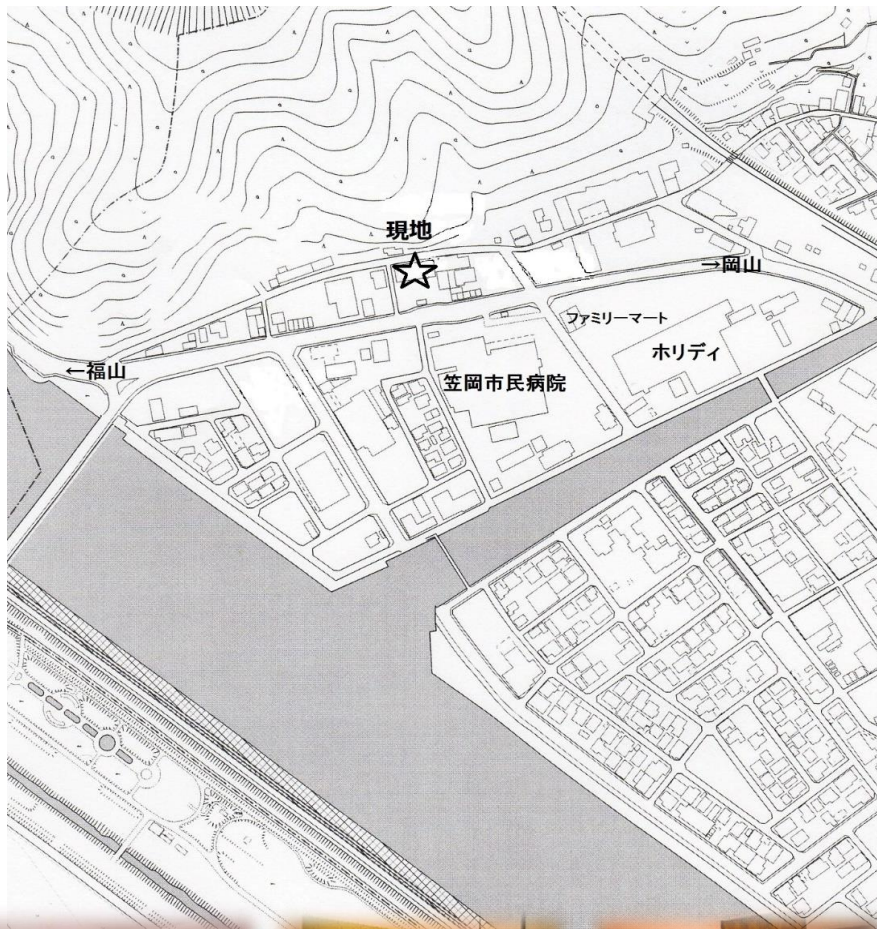 現地
→岡山
ファミリーマート
ホリディ
←福山
笠岡市民病院